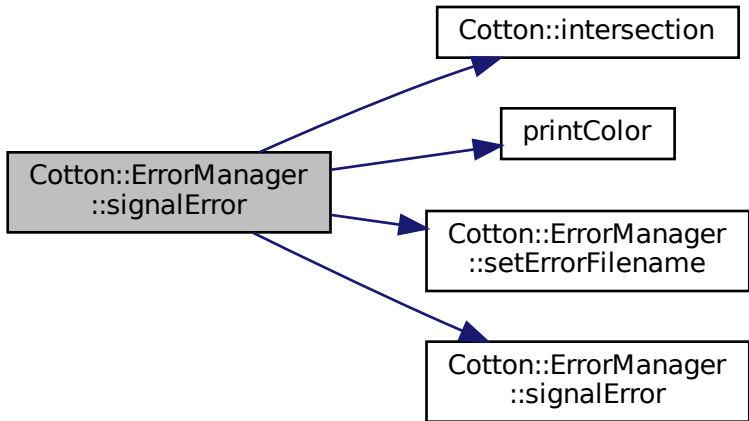 Cotton::intersection
printColor
Cotton::ErrorManager
::signalError
Cotton::ErrorManager
::setErrorFilename
Cotton::ErrorManager
::signalError